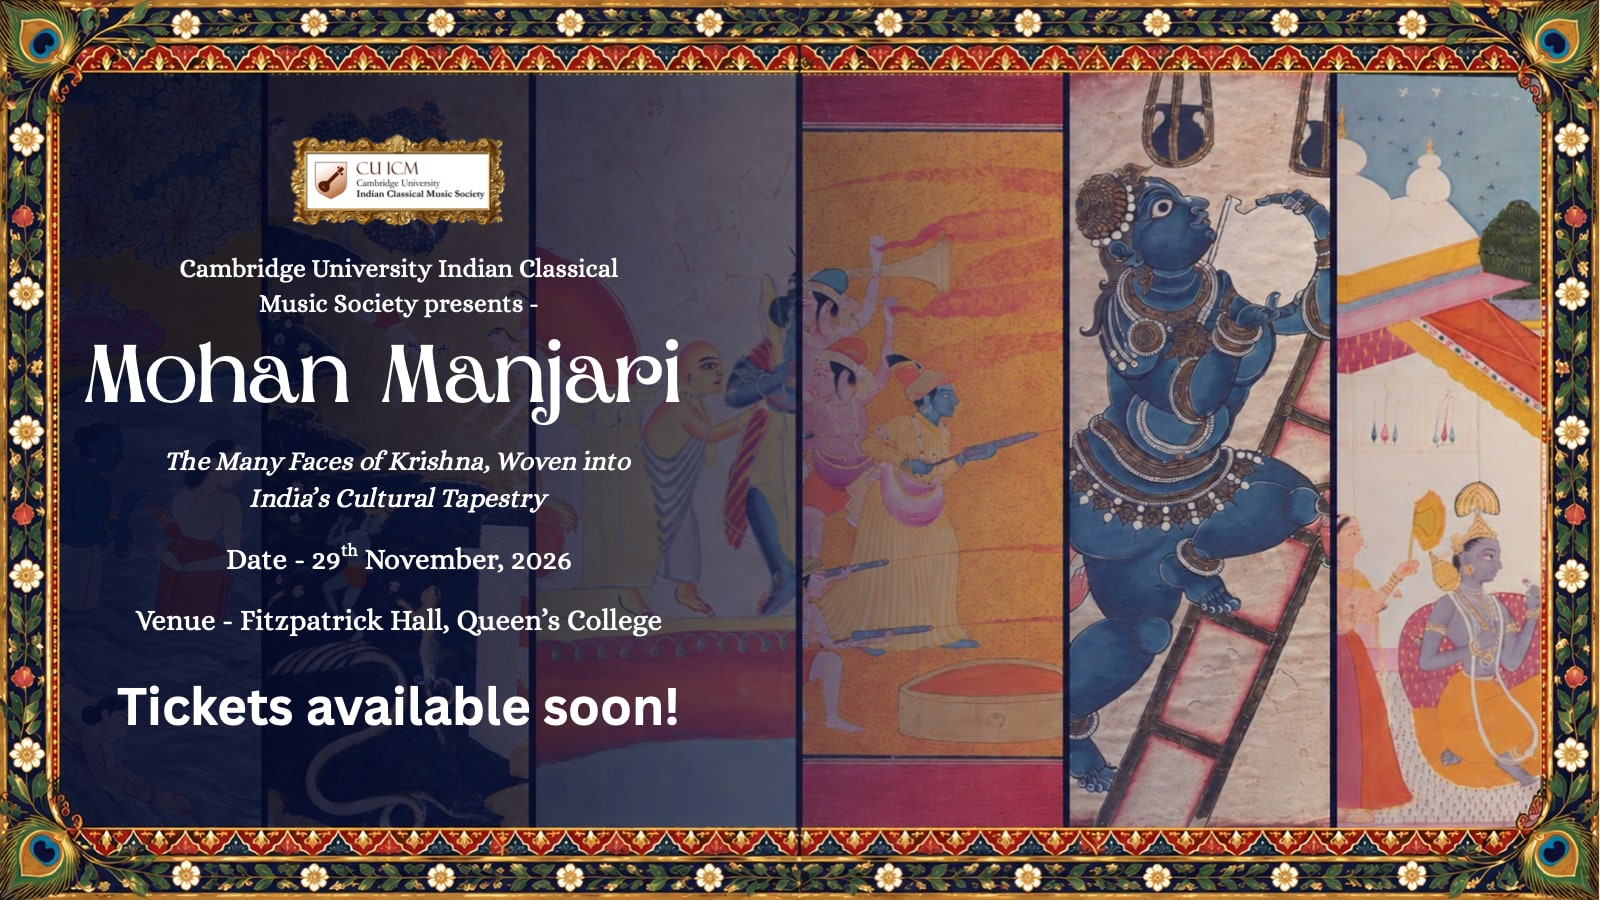 CU ICM
Cambridge University
Indian Classical Music Society
Cambridge University Indian Classical
Music Society presents -
Mohan Manjari
The Many Faces of Krishna, Woven into
India’s Cultural Tapestry
Date - 29th November, 2026
Venue - Fitzpatrick Hall, Queen’s College
Tickets available soon!